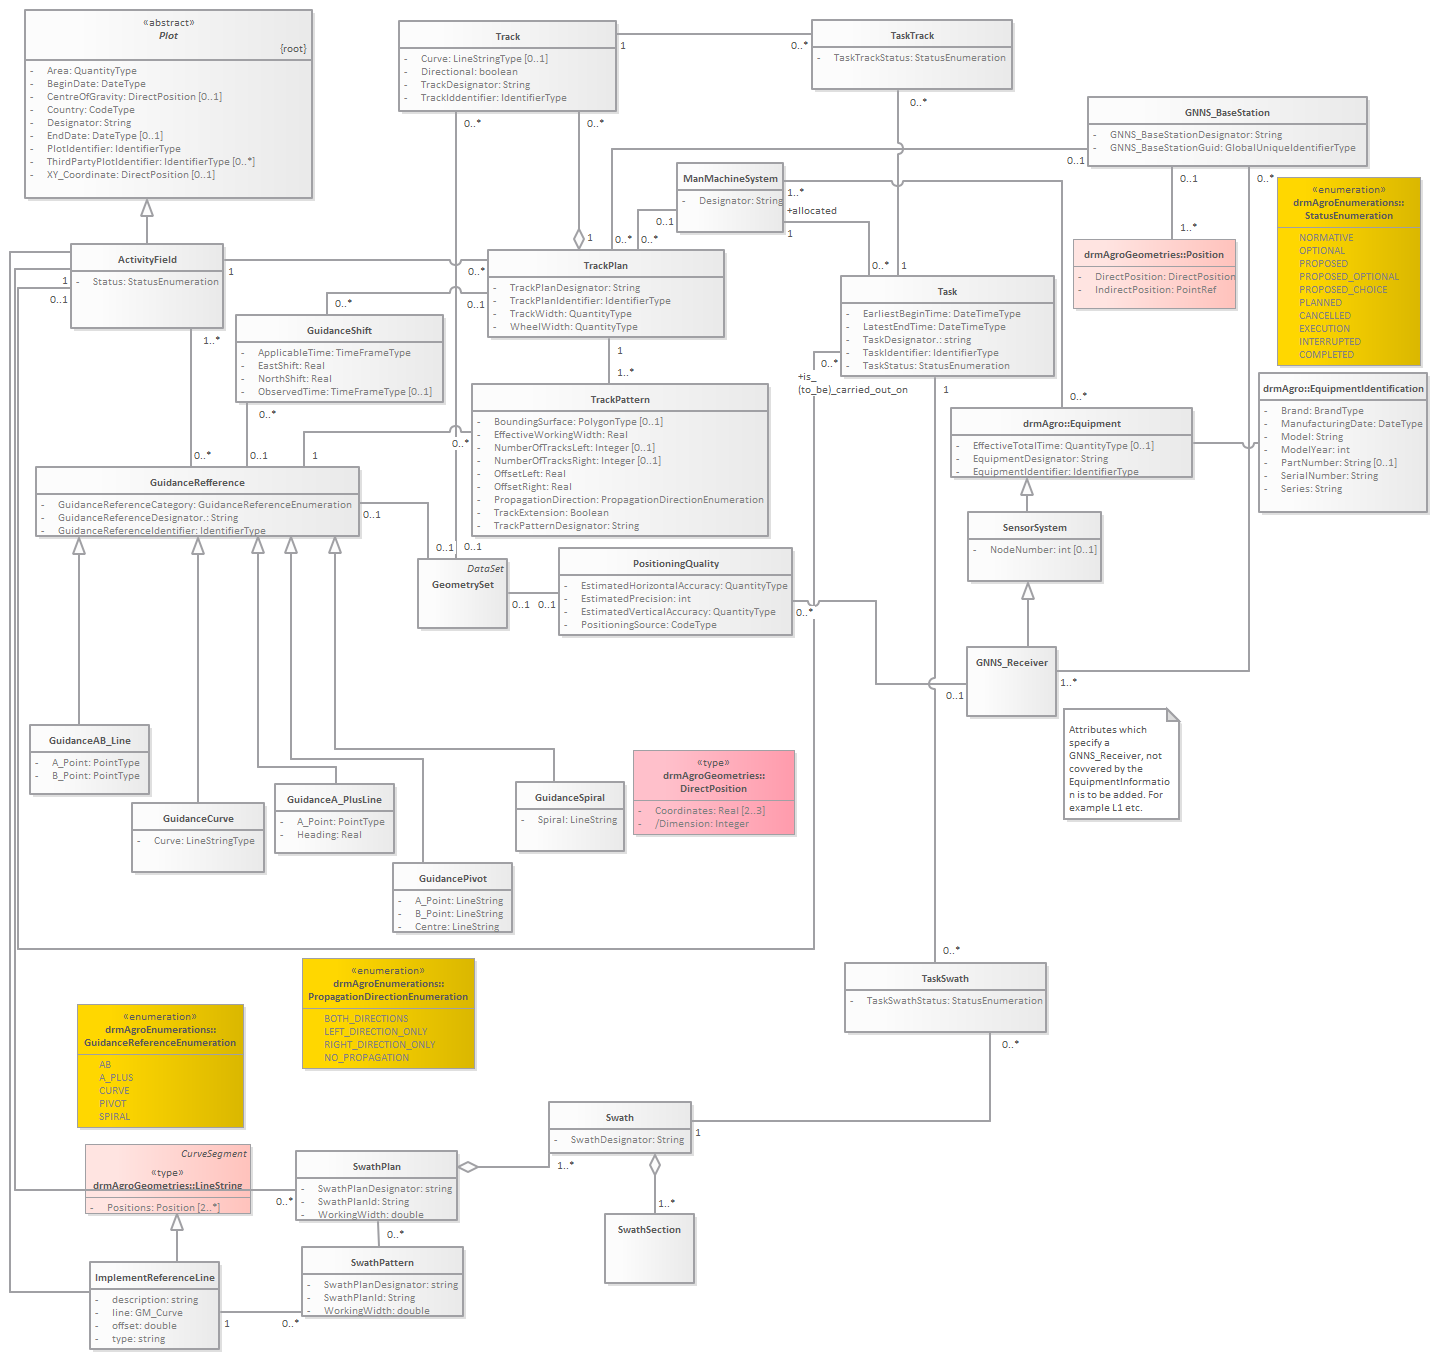 «abstract»
Plot
{root}
- Area: QuantityType
- BeginDate: DateType
- CentreOfGravity: DirectPosition [0..1]
- Country: CodeType
- Designator: String
- EndDate: DateType [0..1]
- PlotIdentifier: IdentifierType
- ThirdPartyPlotIdentifier: IdentifierType [0..*]
- XY_Coordinate: DirectPosition [0..1]
Track
- Curve: LineStringType [0..1]
- Directional: boolean
- TrackDesignator: String
- TrackIddentifier: IdentifierType
1
0..*
TaskTrack
- TaskTrackStatus: StatusEnumeration
0..*
0..*
0..*
GNNS_BaseStation
- GNNS_BaseStationDesignator: String
- GNNS_BaseStationGuid: GlobalUniqueIdentifierType
0..1
0..1
0..*
1..*
ManMachineSystem
- Designator: String
1..*
+allocated
1
0..1
0..*
0..*
1
«enumeration»
drmAgroEnumerations::
StatusEnumeration
NORMATIVE
OPTIONAL
PROPOSED
PROPOSED_OPTIONAL
PROPOSED_CHOICE
PLANNED
CANCELLED
EXECUTION
INTERRUPTED
COMPLETED
drmAgroGeometries::Position
- DirectPosition: DirectPosition
- IndirectPosition: PointRef
ActivityField
- Status: StatusEnumeration
1
1
0..1
1..*
0..*
0..1
TrackPlan
- TrackPlanDesignator: String
- TrackPlanIdentifier: IdentifierType
- TrackWidth: QuantityType
- WheelWidth: QuantityType
1
1..*
0..*
1
Task
- EarliestBeginTime: DateTimeType
- LatestEndTime: DateTimeType
- TaskDesignator.: string
- TaskIdentifier: IdentifierType
- TaskStatus: StatusEnumeration
0..*
+is_
(to_be)_carried_out_on
1
0..*
GuidanceShift
- ApplicableTime: TimeFrameType
- EastShift: Real
- NorthShift: Real
- ObservedTime: TimeFrameType [0..1]
0..*
0..*
TrackPattern
- BoundingSurface: PolygonType [0..1]
- EffectiveWorkingWidth: Real
- NumberOfTracksLeft: Integer [0..1]
- NumberOfTracksRight: Integer [0..1]
- OffsetLeft: Real
- OffsetRight: Real
- PropagationDirection: PropagationDirectionEnumeration
- TrackExtension: Boolean
- TrackPatternDesignator: String
0..*
drmAgro::Equipment
- EffectiveTotalTime: QuantityType [0..1]
- EquipmentDesignator: String
- EquipmentIdentifier: IdentifierType
0..*
drmAgro::EquipmentIdentification
- Brand: BrandType
- ManufacturingDate: DateType
- Model: String
- ModelYear: int
- PartNumber: String [0..1]
- SerialNumber: String
- Series: String
0..*
0..1
1
GuidanceRefference
- GuidanceReferenceCategory: GuidanceReferenceEnumeration
- GuidanceReferenceDesignator.: String
- GuidanceReferenceIdentifier: IdentifierType
0..1
0..1
0..1
DataSet
GeometrySet
0..1
0..1
PositioningQuality
- EstimatedHorizontalAccuracy: QuantityType
- EstimatedPrecision: int
- EstimatedVerticalAccuracy: QuantityType
- PositioningSource: CodeType
0..*
SensorSystem
- NodeNumber: int [0..1]
GNNS_Receiver
0..1
1..*
Attributes which
specify a
GNNS_Receiver, not
covvered by the
EquipmentInformatio
n is to be added. For
example L1 etc.
GuidanceAB_Line
- A_Point: PointType
- B_Point: PointType
GuidanceCurve
- Curve: LineStringType
GuidanceA_PlusLine
- A_Point: PointType
- Heading: Real
GuidancePivot
- A_Point: LineString
- B_Point: LineString
- Centre: LineString
GuidanceSpiral
- Spiral: LineString
«type»
drmAgroGeometries::
DirectPosition
- Coordinates: Real [2..3]
- /Dimension: Integer
«enumeration»
drmAgroEnumerations::
PropagationDirectionEnumeration
BOTH_DIRECTIONS
LEFT_DIRECTION_ONLY
RIGHT_DIRECTION_ONLY
NO_PROPAGATION
«enumeration»
drmAgroEnumerations::
GuidanceReferenceEnumeration
AB
A_PLUS
CURVE
PIVOT
SPIRAL
0..*
TaskSwath
- TaskSwathStatus: StatusEnumeration
0..*
Swath
- SwathDesignator: String
1
1..*
1..*
SwathSection
CurveSegment
«type»
drmAgroGeometries::LineString
- Positions: Position [2..*]
SwathPlan
- SwathPlanDesignator: string
- SwathPlanId: String
- WorkingWidth: double
0..*
0..*
SwathPattern
- SwathPlanDesignator: string
- SwathPlanId: String
- WorkingWidth: double
ImplementReferenceLine
- description: string
- line: GM_Curve
- offset: double
- type: string
1
0..*